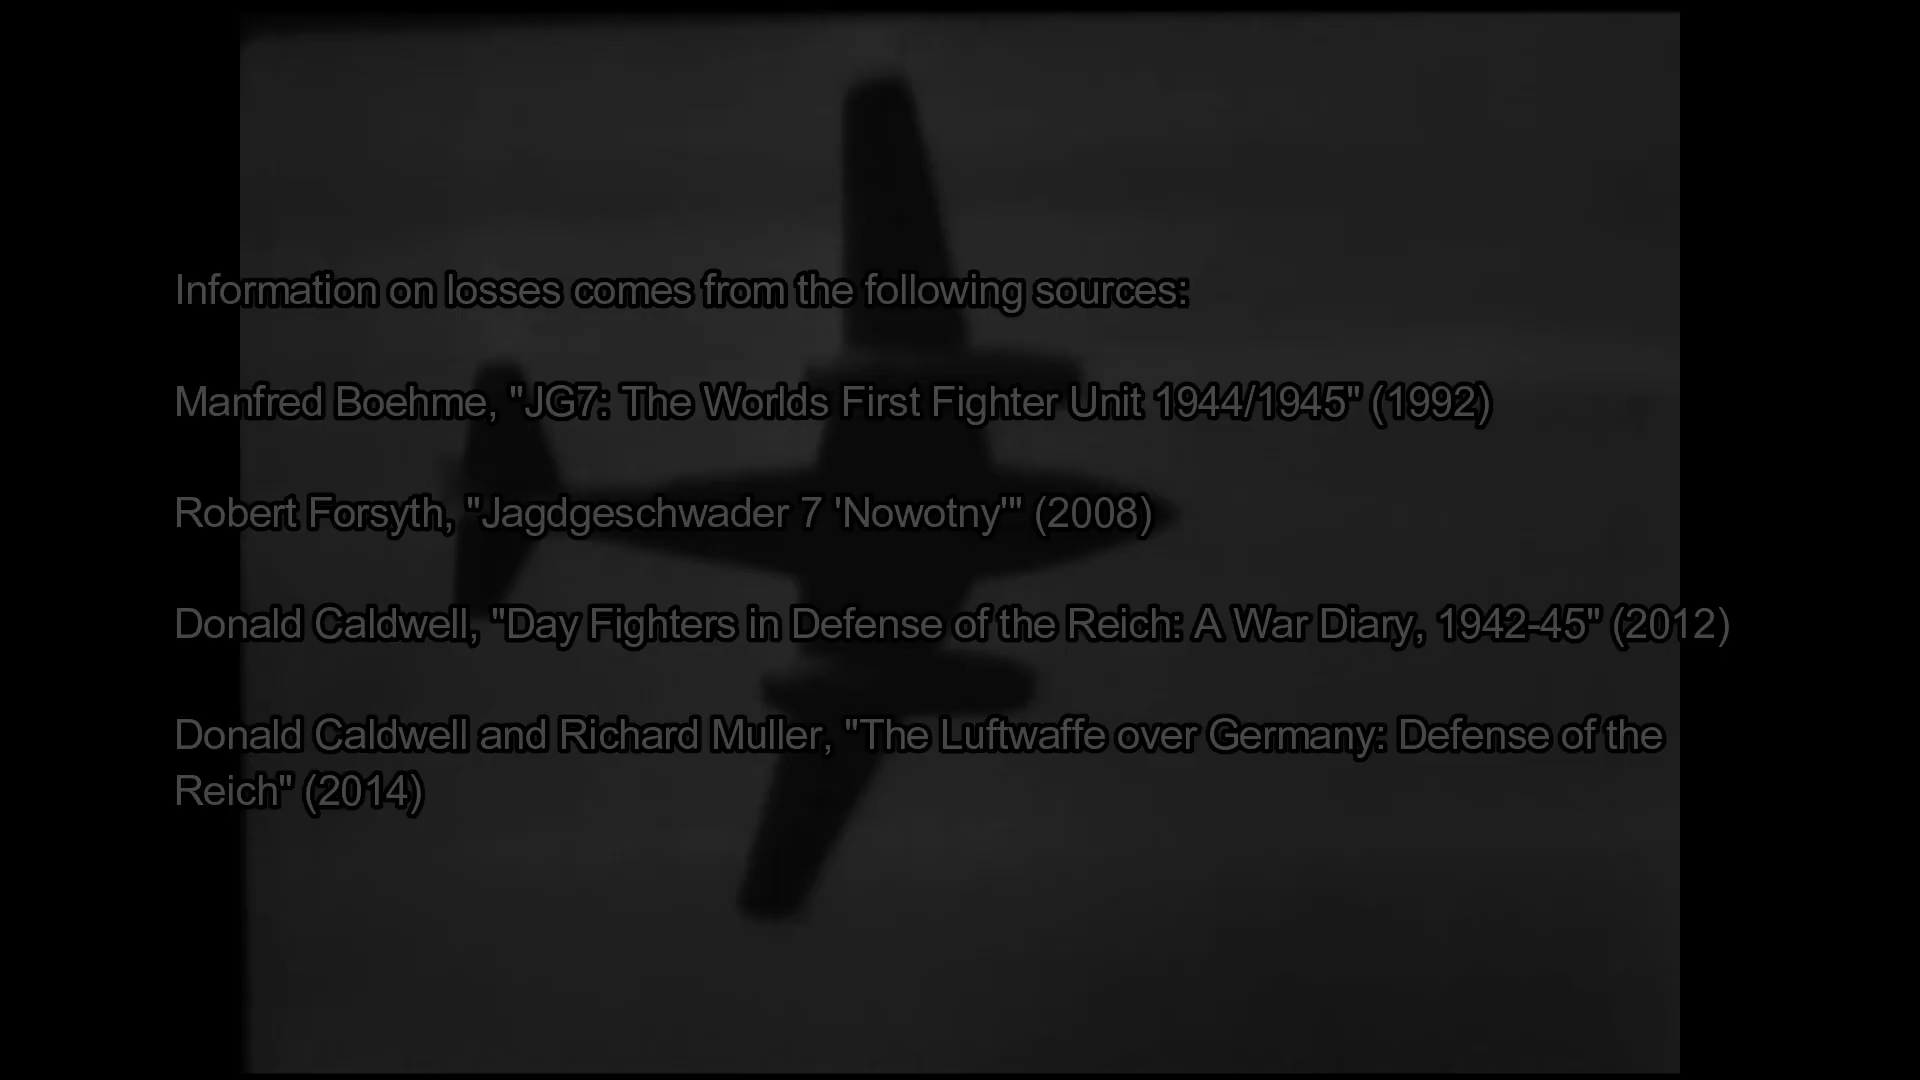 Information on losses comes from the following sources:
Manfred Boehme, "JG7: The Worlds First Fighter Unit 1944/1945" (1992)
Robert Forsyth, "Jagdgeschwader 7 'Nowotny'" (2008)
Donald Caldwell, "Day Fighters in Defense of the Reich: A War Diary, 1942-45" (2012)
Donald Caldwell and Richard Muller, "The Luftwaffe over Germany: Defense of the
Reich" (2014)